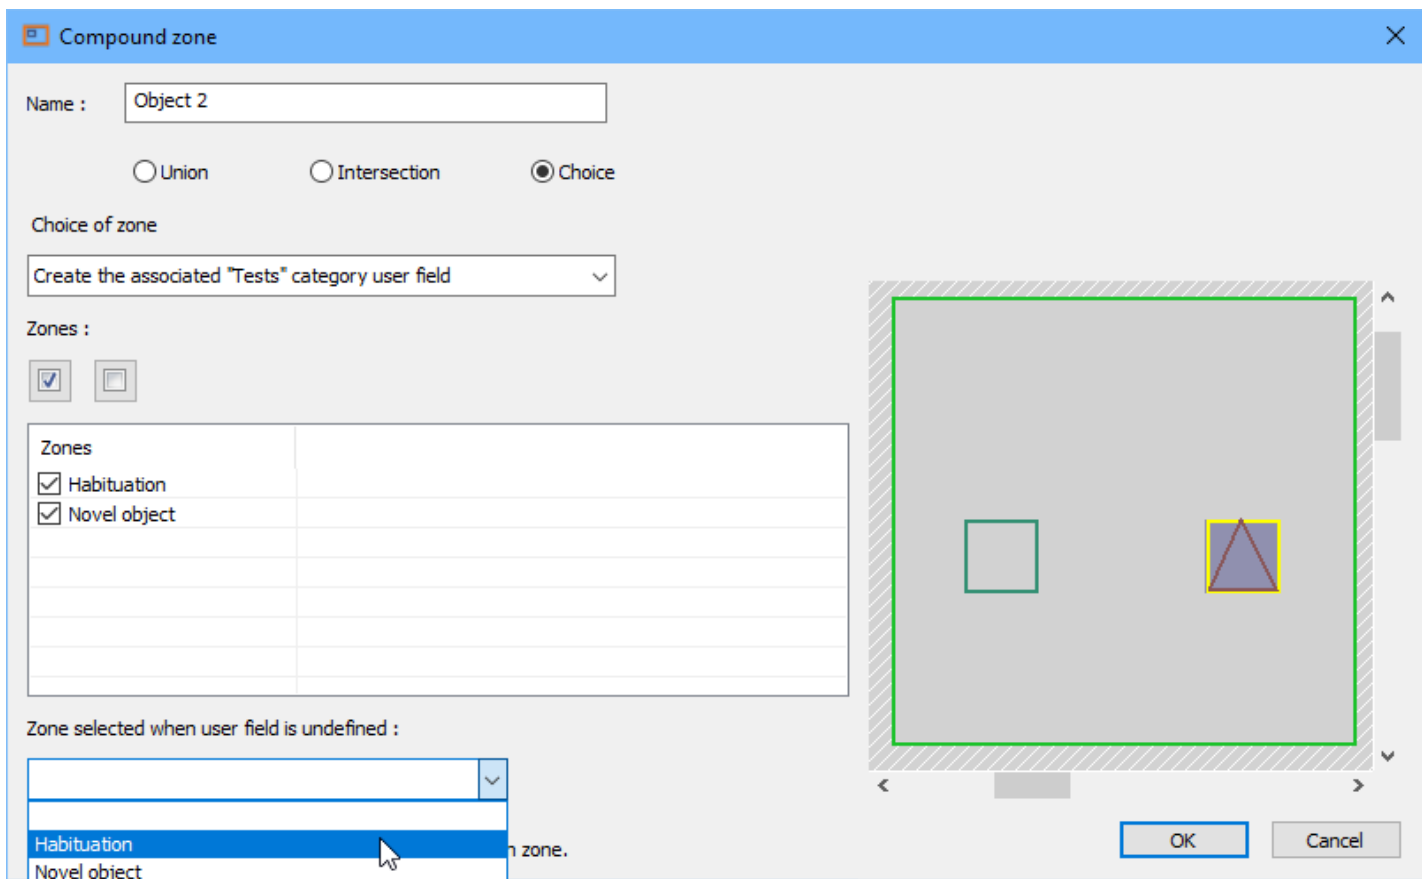 Compound zone
Name :
Object 2
Union
Intersection
Choice
Choice of zone
Create the associated "Tests" category user field
Zones :
Zones
Habituation
Novel object
Zone selected when user field is undefined :
Habituation
n zone.
Novel object
OK
Cancel